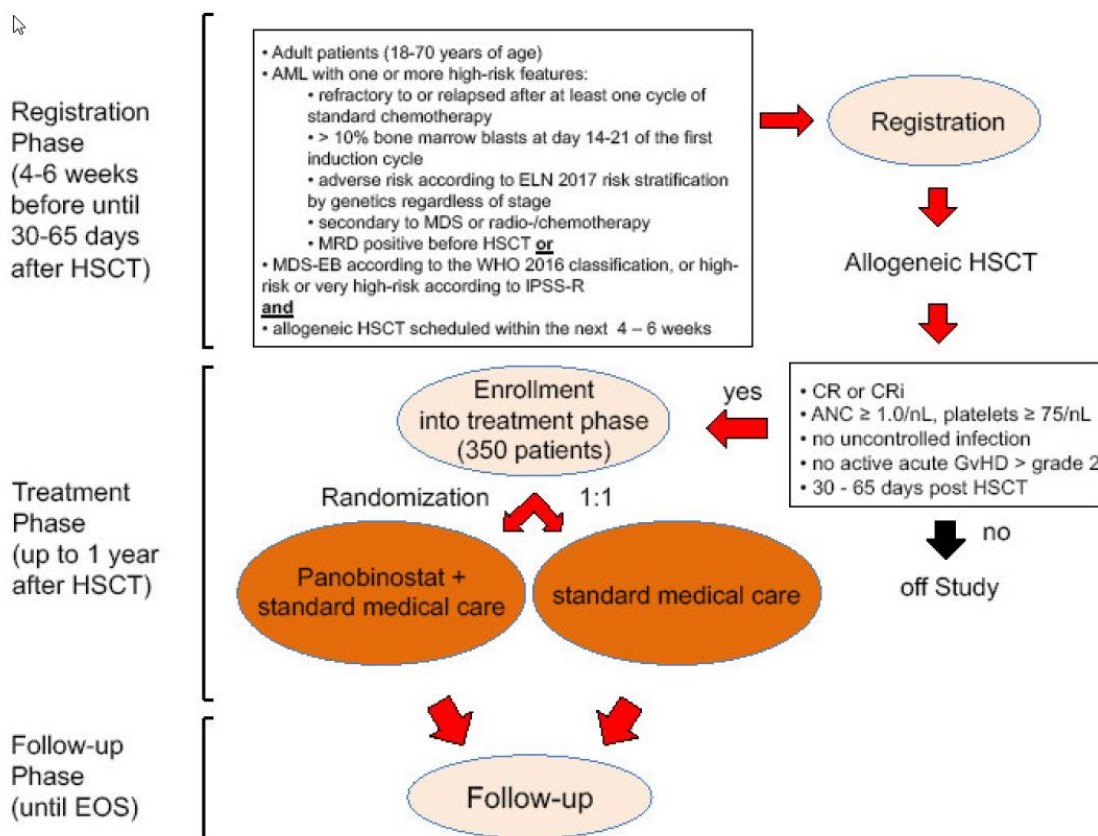 Registration
Phase
(4-6 weeks
before until
30-65 days
after HSCT)
• Adult patients (18-70 years of age)
• AML with one or more high-risk features:
• refractory to or relapsed after at least one cycle of
standard chemotherapy
• > 10% bone marrow blasts at day 14-21 of the first
induction cycle
• adverse risk according to ELN 2017 risk stratification
by genetics regardless of stage
• secondary to MDS or radio-/chemotherapy
• MRD positive before HSCT or
• MDS-EB according to the WHO 2016 classification, or high-
risk or very high-risk according to IPSS-R
and
• allogeneic HSCT scheduled within the next 4 – 6 weeks
Registration
Allogeneic HSCT
• CR or CRi
• ANC ≥ 1.0/nL, platelets ≥ 75/nL
• no uncontrolled infection
• no active acute GvHD > grade 2
• 30 - 65 days post HSCT
yes
no
off Study
Treatment
Phase
(up to 1 year
after HSCT)
Enrollment
into treatment phase
(350 patients)
Randomization 1:1
Panobinostat +
standard medical care
standard medical care
Follow-up
Phase
(until EOS)
Follow-up